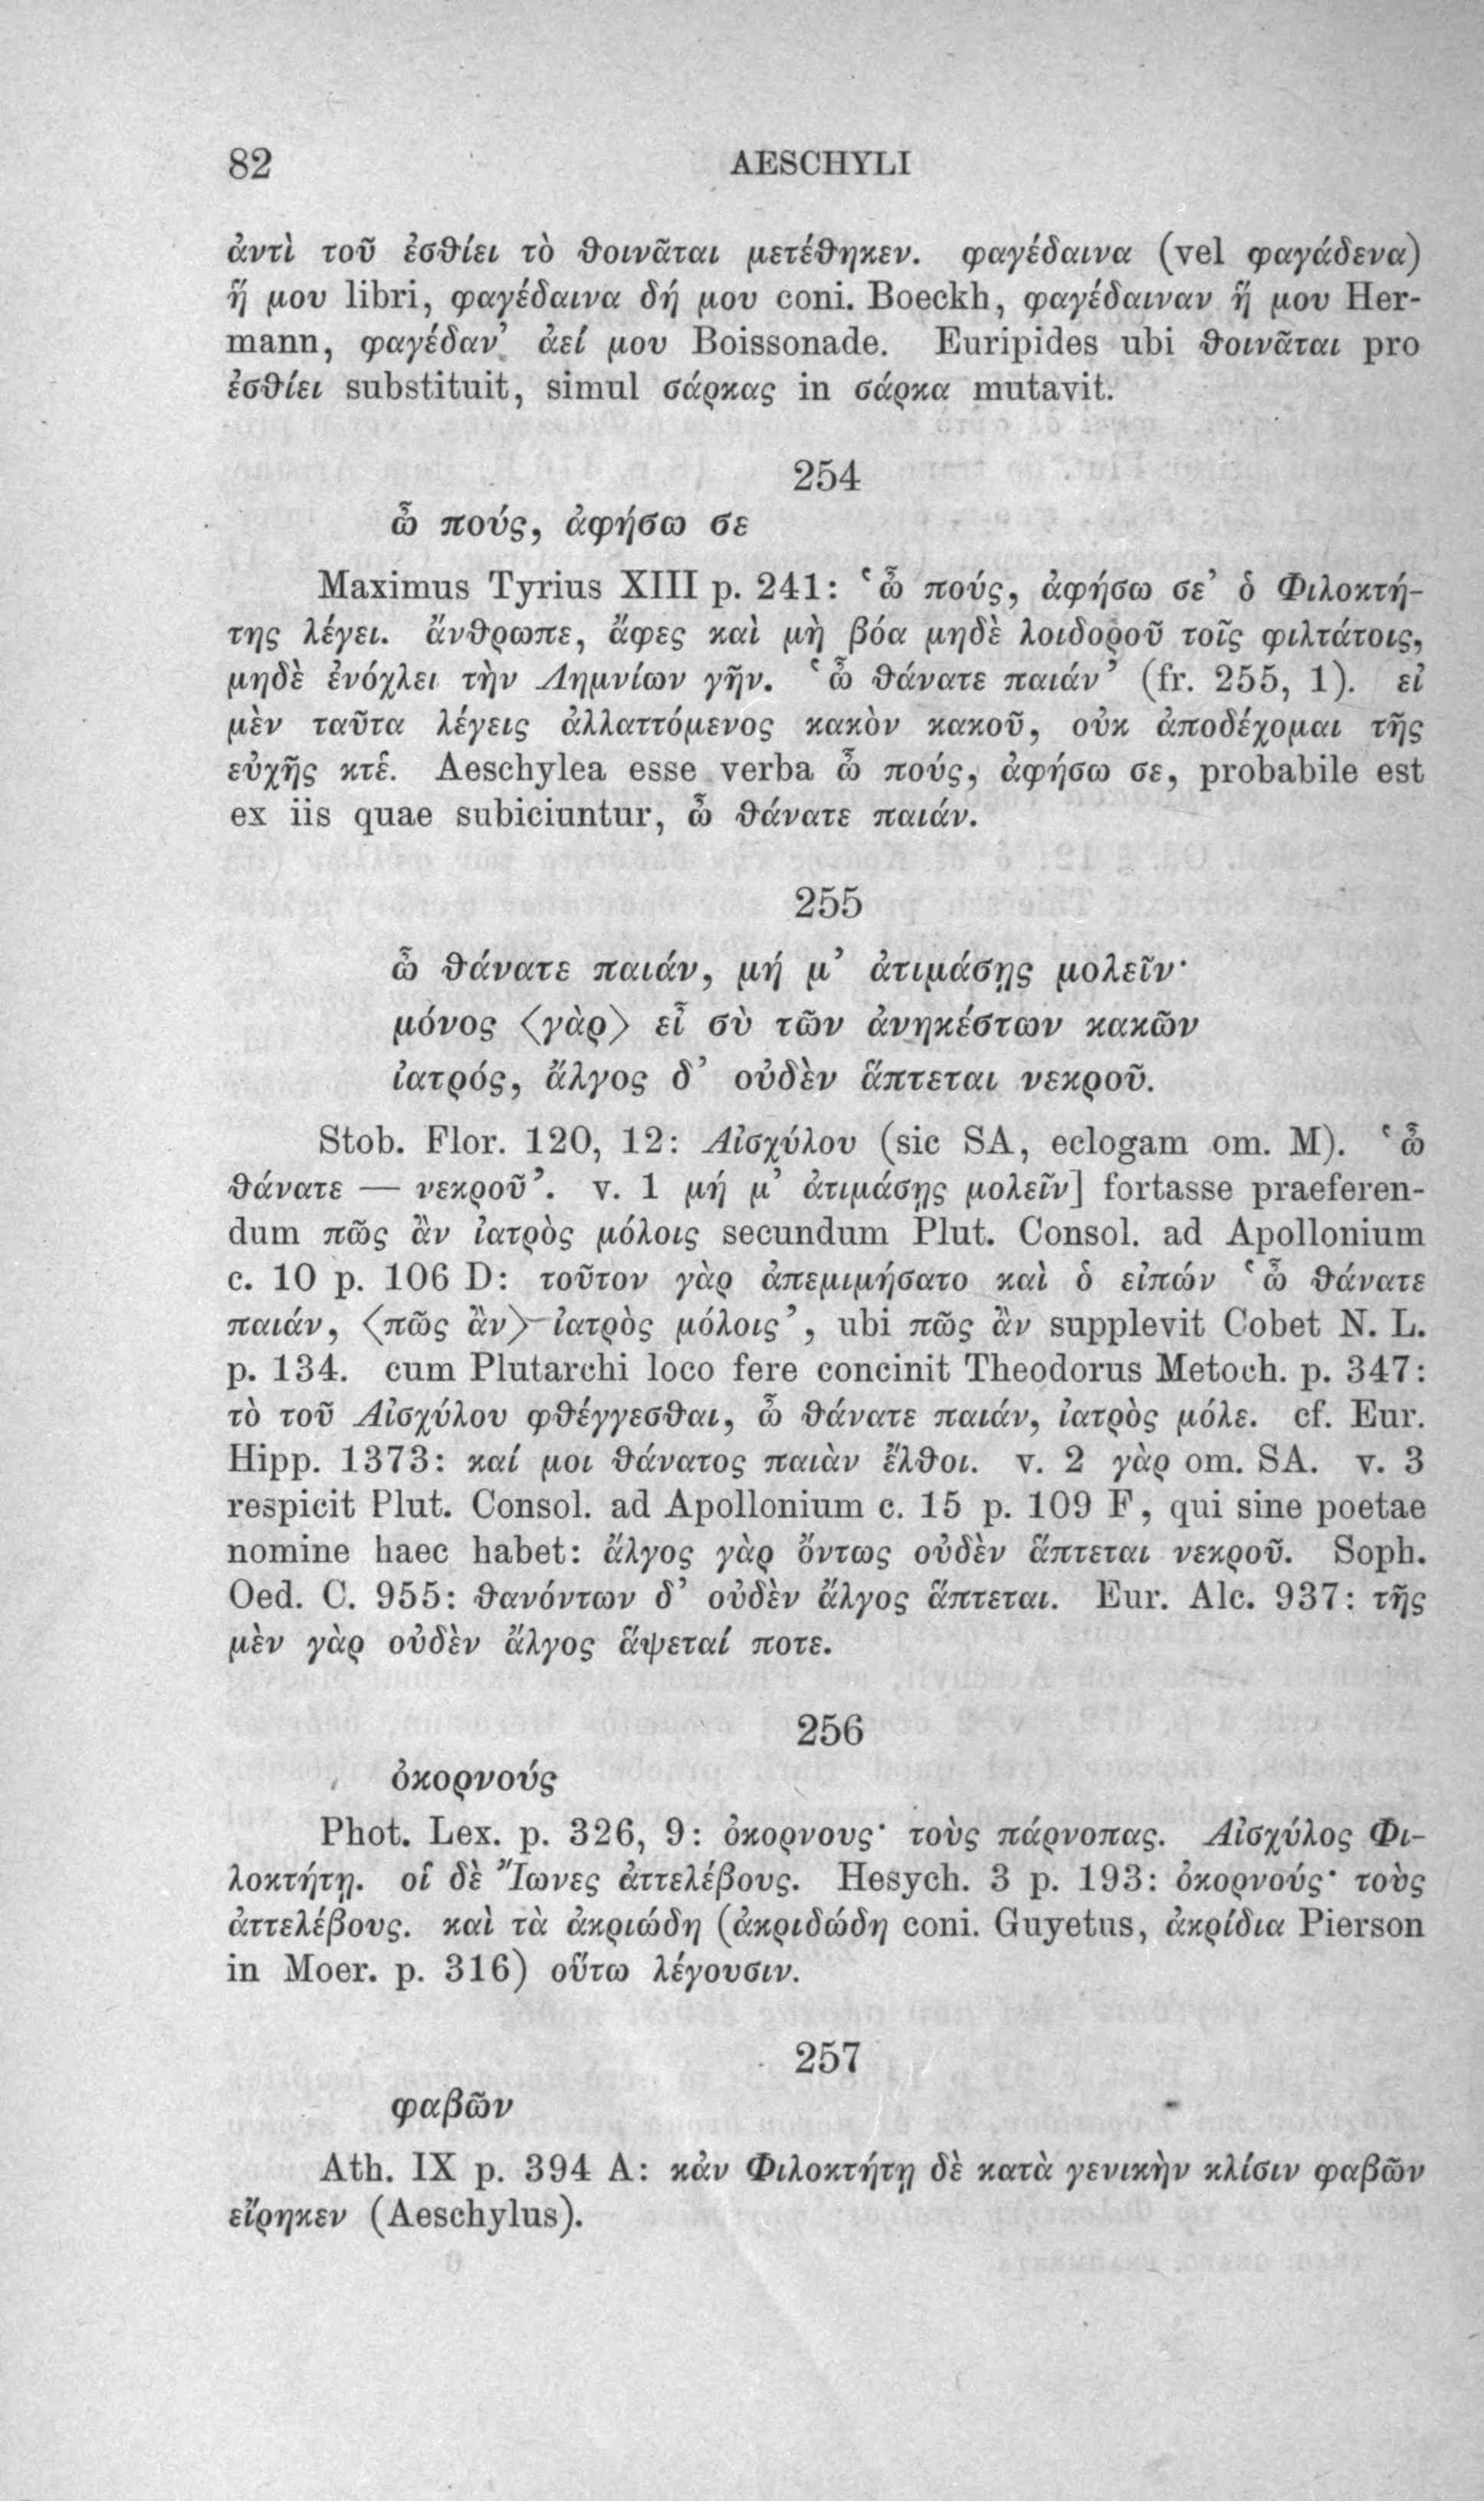 82 AESCHYLI
ἀντὶ τοῦ ἐσθίει τὸ θοινᾶται μετέθηκεν. φαγέδαινα (vel φαγάδενα)
ἥ μου libri, φαγέδαινα δή μου coni. Boeckh, φαγέδαιναν ἥ μου Her-
mann, φαγέδαν᾽ ἀεί μου Boissonade. Euripides ubi θοινᾶται pro
ἐσθίει substituit, simul σάρκας in σάρκα mutavit.
254
ὦ πούς, ἀφήσω σε
Maximus Tyrius XIII p. 241: ‘ὦ πούς, ἀφήσω σε’ ὁ Φιλοκτή-
της λέγει. ἄνθρωπε, ἄφες καὶ μὴ βόα μηδὲ λοιδοροῦ τοῖς φιλτάτοις,
μηδὲ ἐνόχλει τὴν Λημνίων γῆν. ‘ὦ θάνατε παιάν’ (fr. 255, 1). εἰ
μὲν ταῦτα λέγεις ἀλλαττόμενος κακὸν κακοῦ, οὐκ ἀποδέχομαι τῆς
εὐχῆς κτἑ. Aeschylea esse verba ὦ πούς, ἀφήσω σε, probabile est
ex iis quae subiciuntur, ὦ θάνατε παιάν.
255
ὦ θάνατε παιάν, μή μ᾽ ἀτιμάσῃς μολεῖν·
μόνος ⟨γὰρ⟩ εἶ σὺ τῶν ἀνηκέστων κακῶν
ἰατρός, ἄλγος δ᾽ οὐδὲν ἅπτεται νεκροῦ.
Stob. Flor. 120, 12: Αἰσχύλου (sic SA, eclogam om. M). ‘ὦ
θάνατε — νεκροῦ’. v. 1 μή μ᾽ ἀτιμάσῃς μολεῖν] fortasse praeferen-
dum πῶς ἂν ἰατρὸς μόλοις secundum Plut. Consol. ad Apollonium
c. 10 p. 106 D: τοῦτον γὰρ ἀπεμιμήσατο καὶ ὁ εἰπών ‘ὦ θάνατε
παιάν, ⟨πῶς ἂν⟩ ἰατρὸς μόλοις’, ubi πῶς ἂν supplevit Cobet N. L.
p. 134. cum Plutarchi loco fere concinit Theodorus Metoch. p. 347:
τὸ τοῦ Αἰσχύλου φθέγγεσθαι, ὦ θάνατε παιάν, ἰατρὸς μόλε. cf. Eur.
Hipp. 1373: καί μοι θάνατος παιὰν ἔλθοι. v. 2 γὰρ om. SA. v. 3
respicit Plut. Consol. ad Apollonium c. 15 p. 109 F, qui sine poetae
nomine haec habet: ἄλγος γὰρ ὄντως οὐδὲν ἅπτεται νεκροῦ. Soph.
Oed. C. 955: θανόντων δ᾽ οὐδὲν ἄλγος ἅπτεται. Eur. Alc. 937: τῆς
μὲν γὰρ οὐδὲν ἄλγος ἅψεταί ποτε.
256
ὀκορνούς
Phot. Lex. p. 326, 9: ὀκορνους· τοὺς πάρνοπας. Αἰσχύλος Φι-
λοκτήτῃ. οἱ δὲ Ἴωνες ἀττελέβους. Hesych. 3 p. 193: ὀκορνούς· τοὺς
ἀττελέβους. καὶ τὰ ἀκριώδη (ἀκριδώδη coni. Guyetus, ἀκρίδια Pierson
in Moer. p. 316) οὕτω λέγουσιν.
257
φαβῶν
Ath. IX p. 394 A: κἀν Φιλοκτήτῃ δὲ κατὰ γενικὴν κλίσιν φαβῶν
εἴρηκεν (Aeschylus).